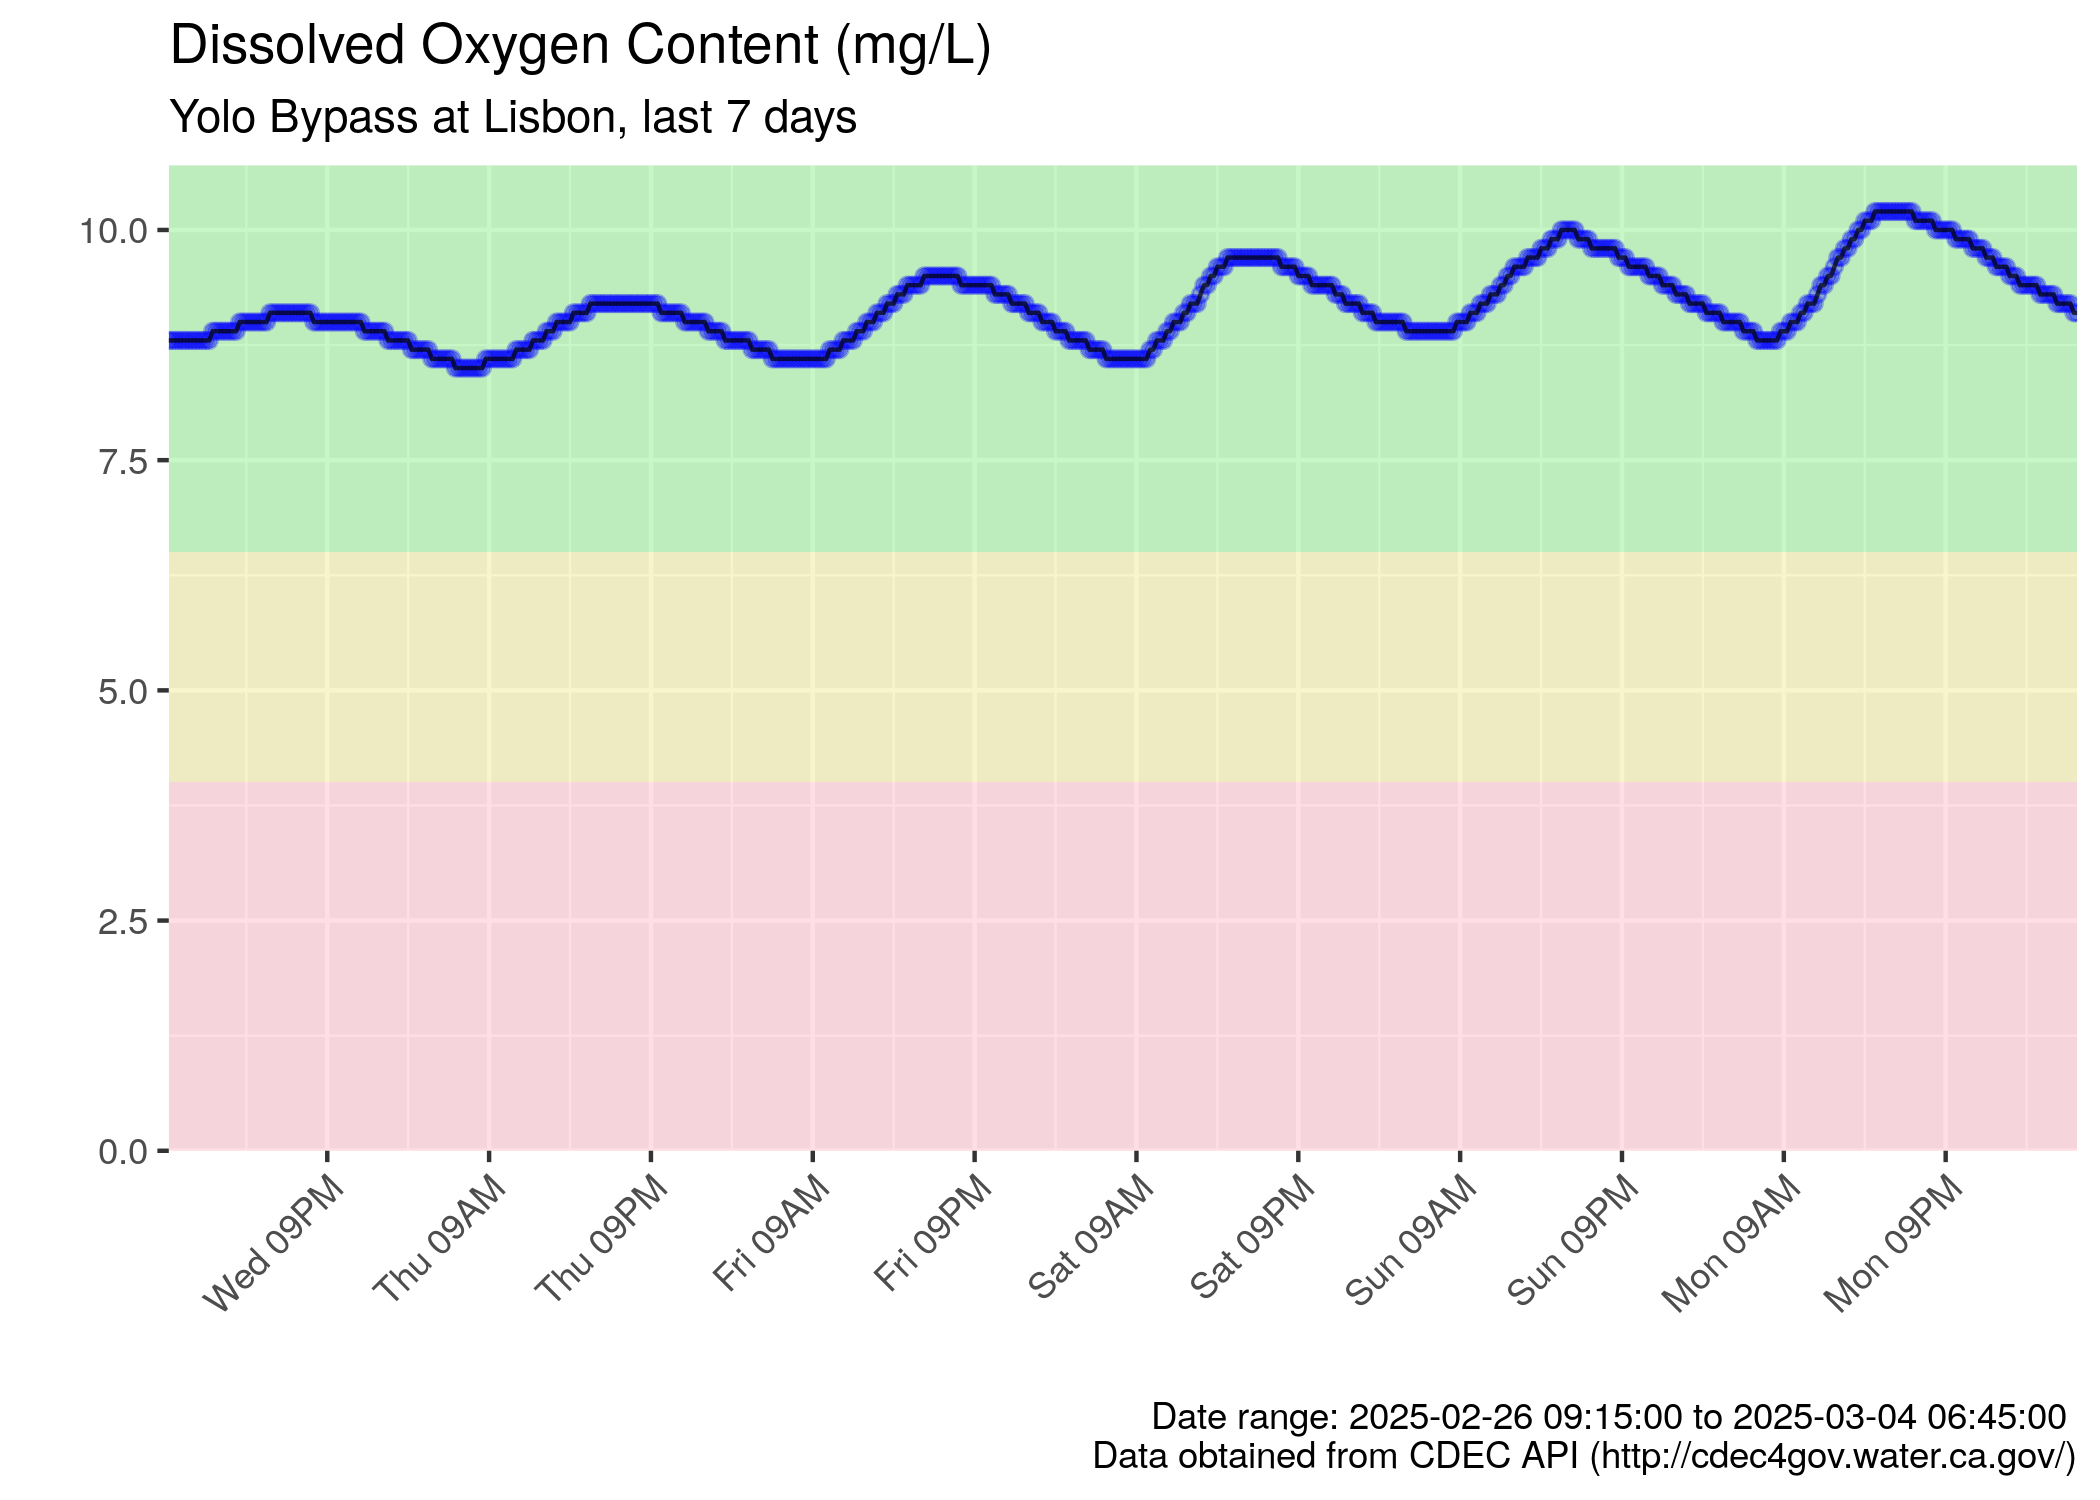 Dissolved Oxygen Content (mg/L)
Yolo Bypass at Lisbon, last 7 days
10.0
7.5
5.0
2.5
0.0
Wed 09PM
Thu 09AM
Thu 09PM
Fri 09AM
Fri 09PM
Sat 09AM
Sat 09PM
Sun 09AM
Sun 09PM
Mon 09AM
Mon 09PM
Date range: 2025-02-26 09:15:00 to 2025-03-04 06:45:00
Data obtained from CDEC API (http://cdec4gov.water.ca.gov/)